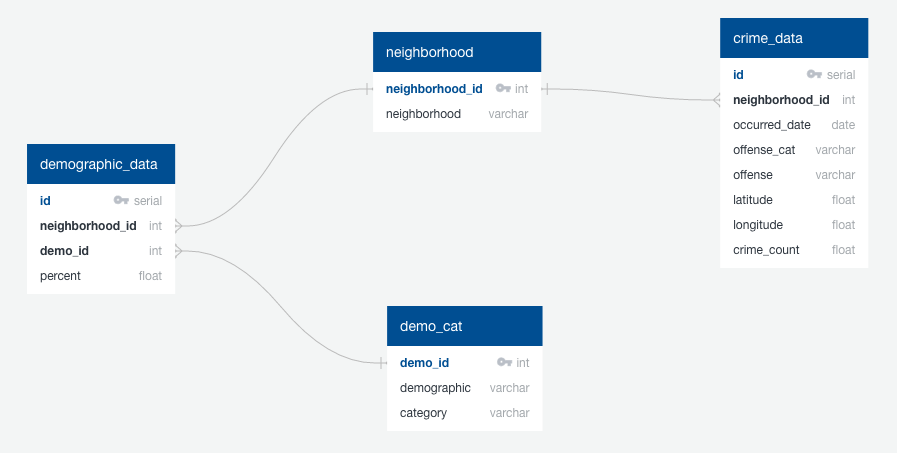 neighborhood
neighborhood_id int
neighborhood varchar
crime_data
id serial
neighborhood_id int
occurred_date date
offense_cat varchar
offense varchar
latitude float
longitude float
crime_count float
demographic_data
id serial
neighborhood_id int
demo_id int
percent float
demo_cat
demo_id int
demographic varchar
category varchar